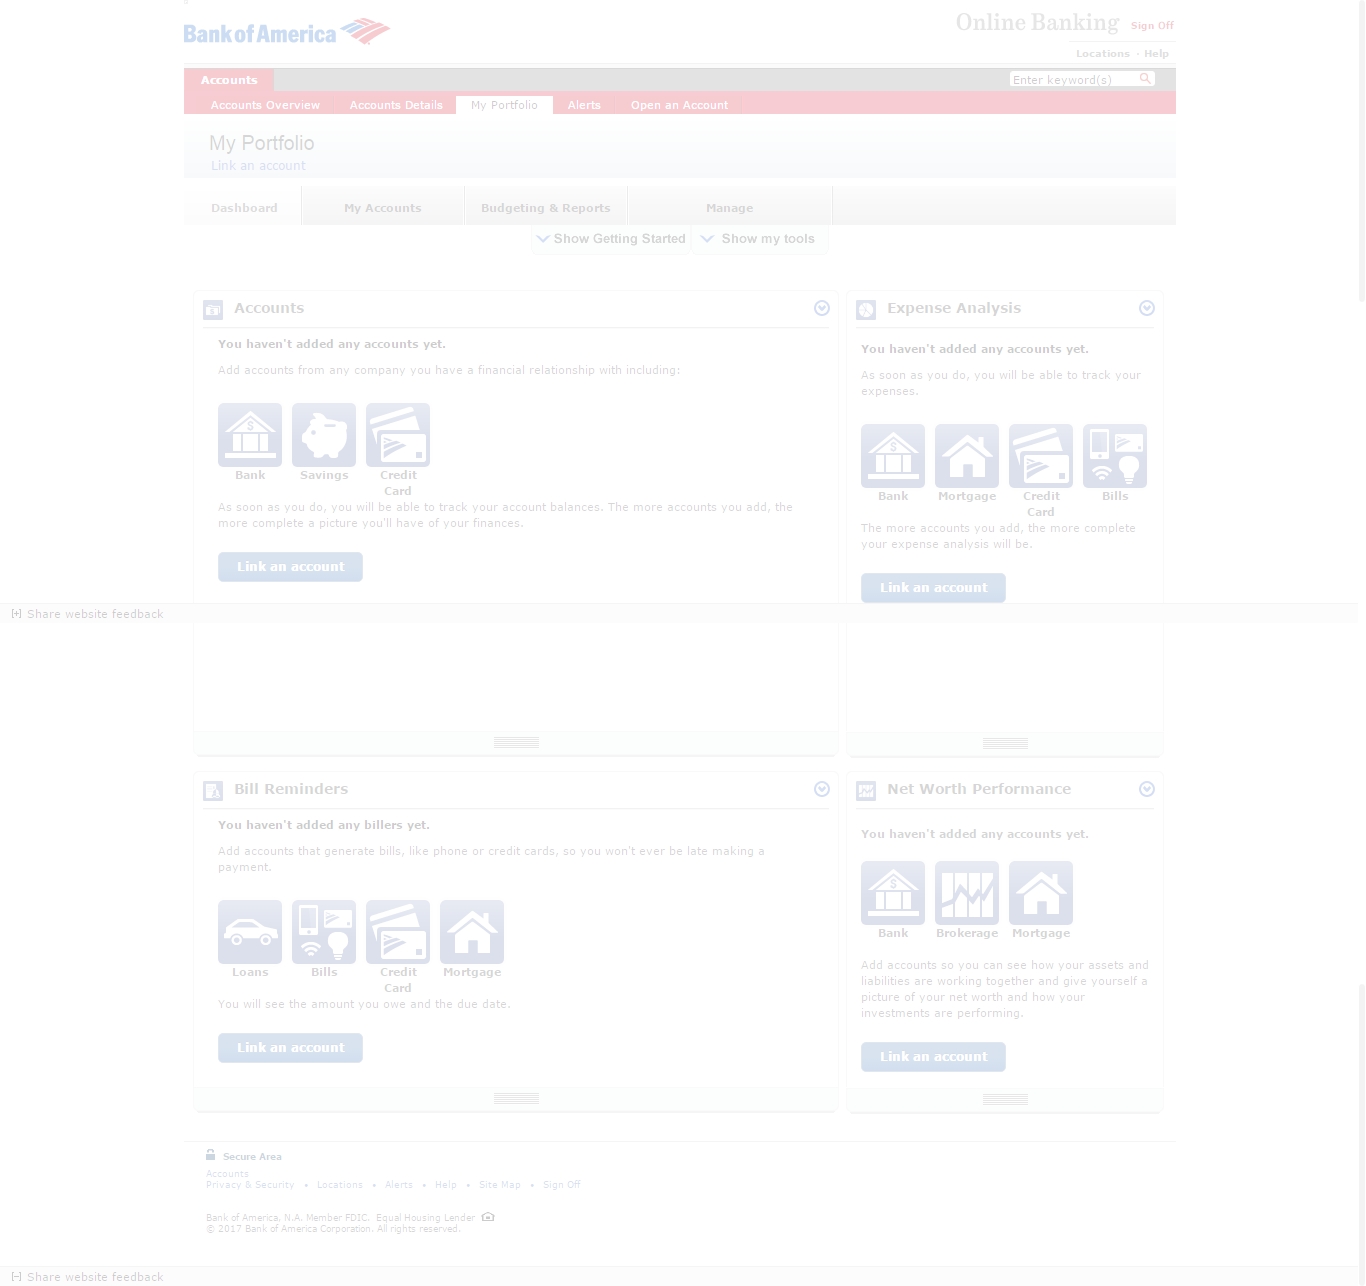 Bank of America
Online Banking
Sign Off
Locations · Help
Accounts
Enter keyword(s)
Accounts Overview
Accounts Details
My Portfolio
Alerts
Open an Account
My Portfolio
Link an account
Dashboard
My Accounts
Budgeting & Reports
Manage
Show Getting Started
Show my tools
Accounts
You haven't added any accounts yet.
Add accounts from any company you have a financial relationship with including:
Bank
Savings
Credit
Card
As soon as you do, you will be able to track your account balances. The more accounts you add, the
more complete a picture you'll have of your finances.
Link an account
Expense Analysis
You haven't added any accounts yet.
As soon as you do, you will be able to track your
expenses.
Bank
Mortgage
Credit
Card
Bills
The more accounts you add, the more complete
your expense analysis will be.
Link an account
[+] Share website feedback
Bill Reminders
You haven't added any billers yet.
Add accounts that generate bills, like phone or credit cards, so you won't ever be late making a
payment.
Loans
Bills
Credit
Card
Mortgage
You will see the amount you owe and the due date.
Link an account
Net Worth Performance
You haven't added any accounts yet.
Bank
Brokerage
Mortgage
Add accounts so you can see how your assets and
liabilities are working together and give yourself a
picture of your net worth and how your
investments are performing.
Link an account
Secure Area
Accounts
Privacy & Security • Locations • Alerts • Help • Site Map • Sign Off
Bank of America, N.A. Member FDIC. Equal Housing Lender
© 2017 Bank of America Corporation. All rights reserved.
[-] Share website feedback